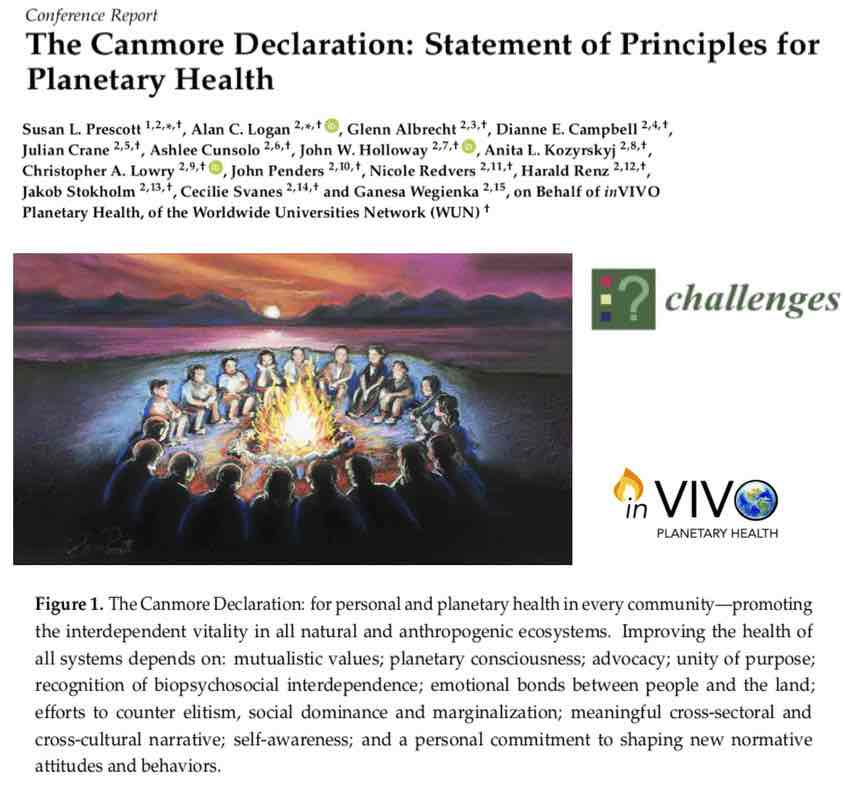 Conference Report
The Canmore Declaration: Statement of Principles for
Planetary Health
Susan L. Prescott 1,2,*,†, Alan C. Logan 2,*,†, Glenn Albrecht 2,3,†, Dianne E. Campbell 2,4,†,
Julian Crane 2,5,†, Ashlee Cunsolo 2,6,†, John W. Holloway 2,7,†, Anita L. Kozyrskyj 2,8,†,
Christopher A. Lowry 2,9,†, John Penders 2,10,†, Nicole Redvers 2,11,†, Harald Renz 2,12,†,
Jakob Stokholm 2,13,†, Cecilie Svanes 2,14,† and Ganesa Wegienka 2,15, on Behalf of inVIVO
Planetary Health, of the Worldwide Universities Network (WUN) †
? challenges
in VIVO
PLANETARY HEALTH
Figure 1. The Canmore Declaration: for personal and planetary health in every community—promoting
the interdependent vitality in all natural and anthropogenic ecosystems. Improving the health of
all systems depends on: mutualistic values; planetary consciousness; advocacy; unity of purpose;
recognition of biopsychosocial interdependence; emotional bonds between people and the land;
efforts to counter elitism, social dominance and marginalization; meaningful cross-sectoral and
cross-cultural narrative; self-awareness; and a personal commitment to shaping new normative
attitudes and behaviors.